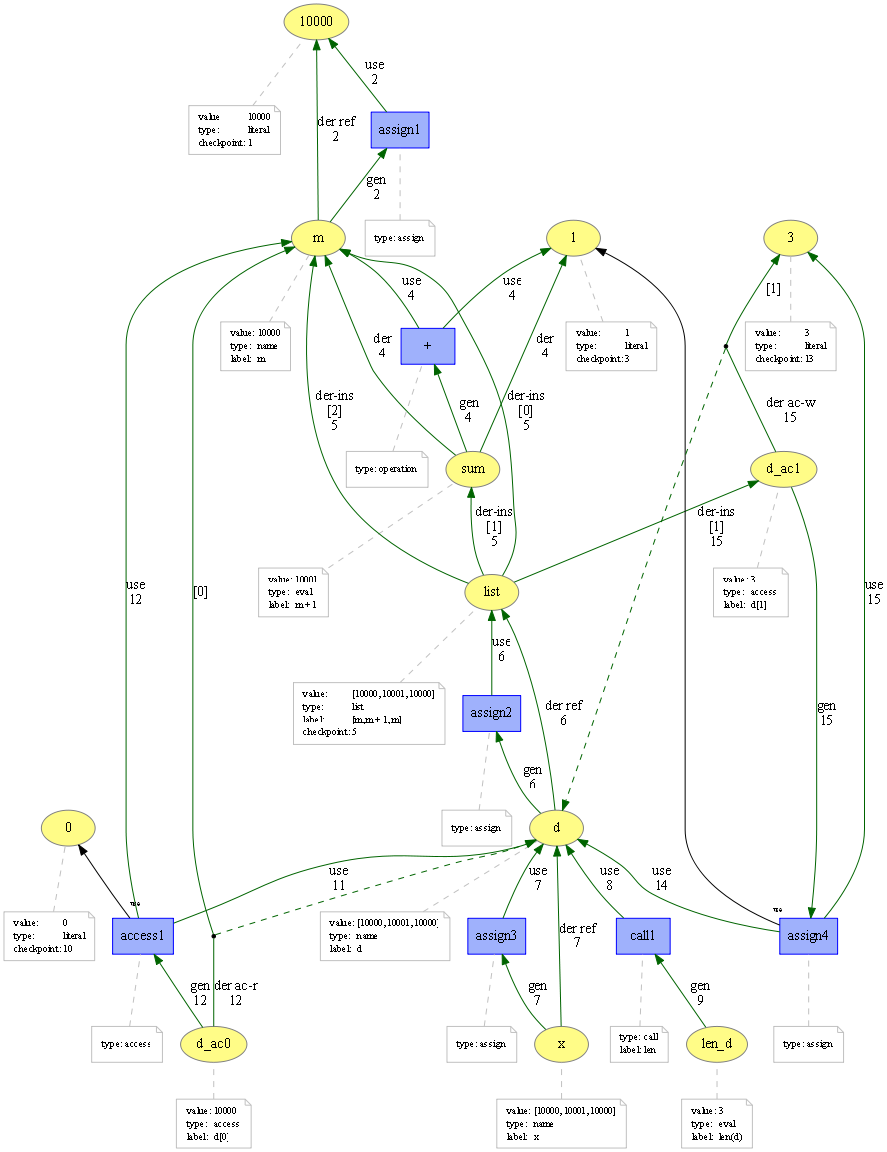 10000
use
2
value 10000
type: literal
checkpoint: 1
der ref
2
assign1
gen
2
type: assign
m
1
3
[1]
use
4
use
4
value: 10000
type: name
label: m
+
der
4
der
4
value: 1
type: literal
checkpoint: 3
value: 3
type: literal
checkpoint: 13
der-ins
[2]
5
gen
4
der-ins
[0]
5
der ac-w
15
type: operation
sum
d_ac1
der-ins
[1]
5
der-ins
[1]
15
value: 10001
type: eval
label: m+1
list
value: 3
type: access
label: d[1]
use
12
[0]
use
15
use
6
value: [10000,10001,10000]
type: list
label: [m,m+1,m]
checkpoint: 5
assign2
der ref
6
gen
15
gen
6
type: assign
0
d
use
11
use
7
use
8
use
14
value: 0
type: literal
checkpoint: 10
use
access1
value: [10000,10001,10000]
type: name
label: d
assign3
der ref
7
call1
use
assign4
gen
12
der ac-r
12
gen
7
gen
9
type: access
d_ac0
type: assign
x
type: call
label: len
len_d
type: assign
value: 10000
type: access
label: d[0]
value: [10000,10001,10000]
type: name
label: x
value: 3
type: eval
label: len(d)